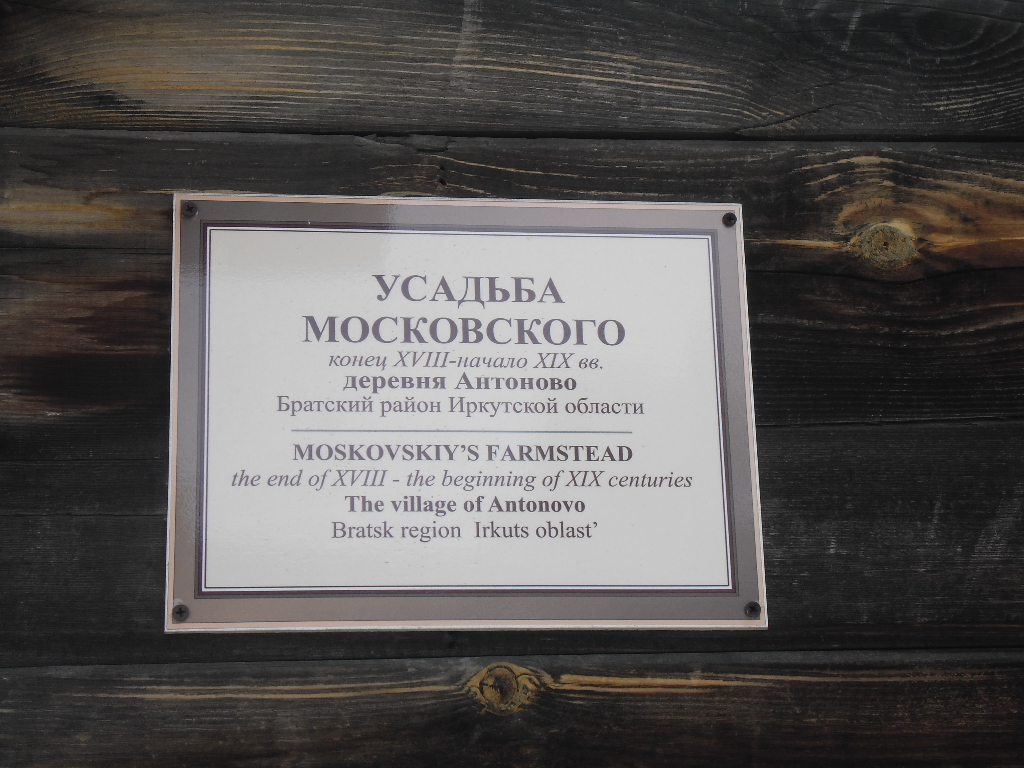 УСАДЬБА
МОСКОВСКОГО
конец XVIII-начало XIX вв.
деревня Антоново
Братский район Иркутской области
MOSKOVSKIY’S FARMSTEAD
the end of XVIII - the beginning of XIX centuries
The village of Antonovo
Bratsk region Irkuts oblast’